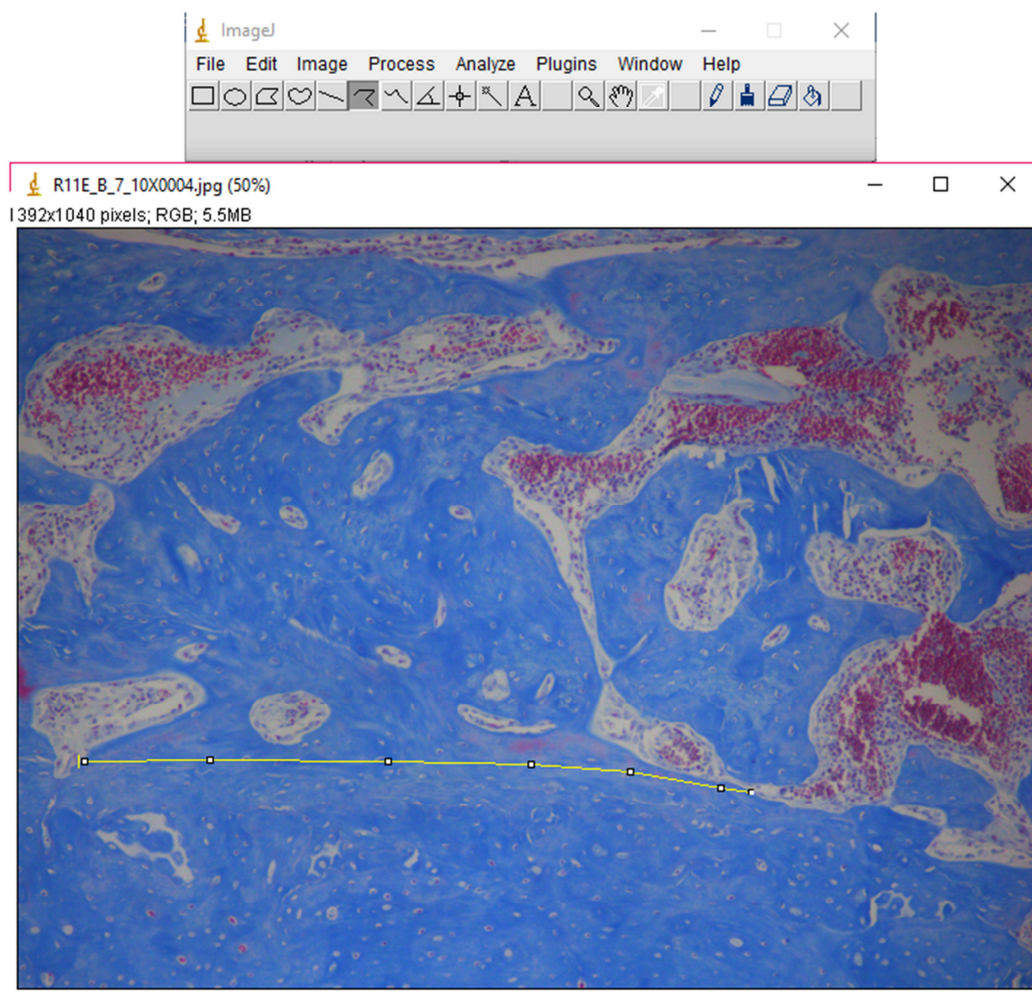 ImageJ
File Edit Image Process Analyze Plugins Window Help
A
R11E_B_7_10X0004.jpg (50%)
1392x1040 pixels; RGB; 5.5MB